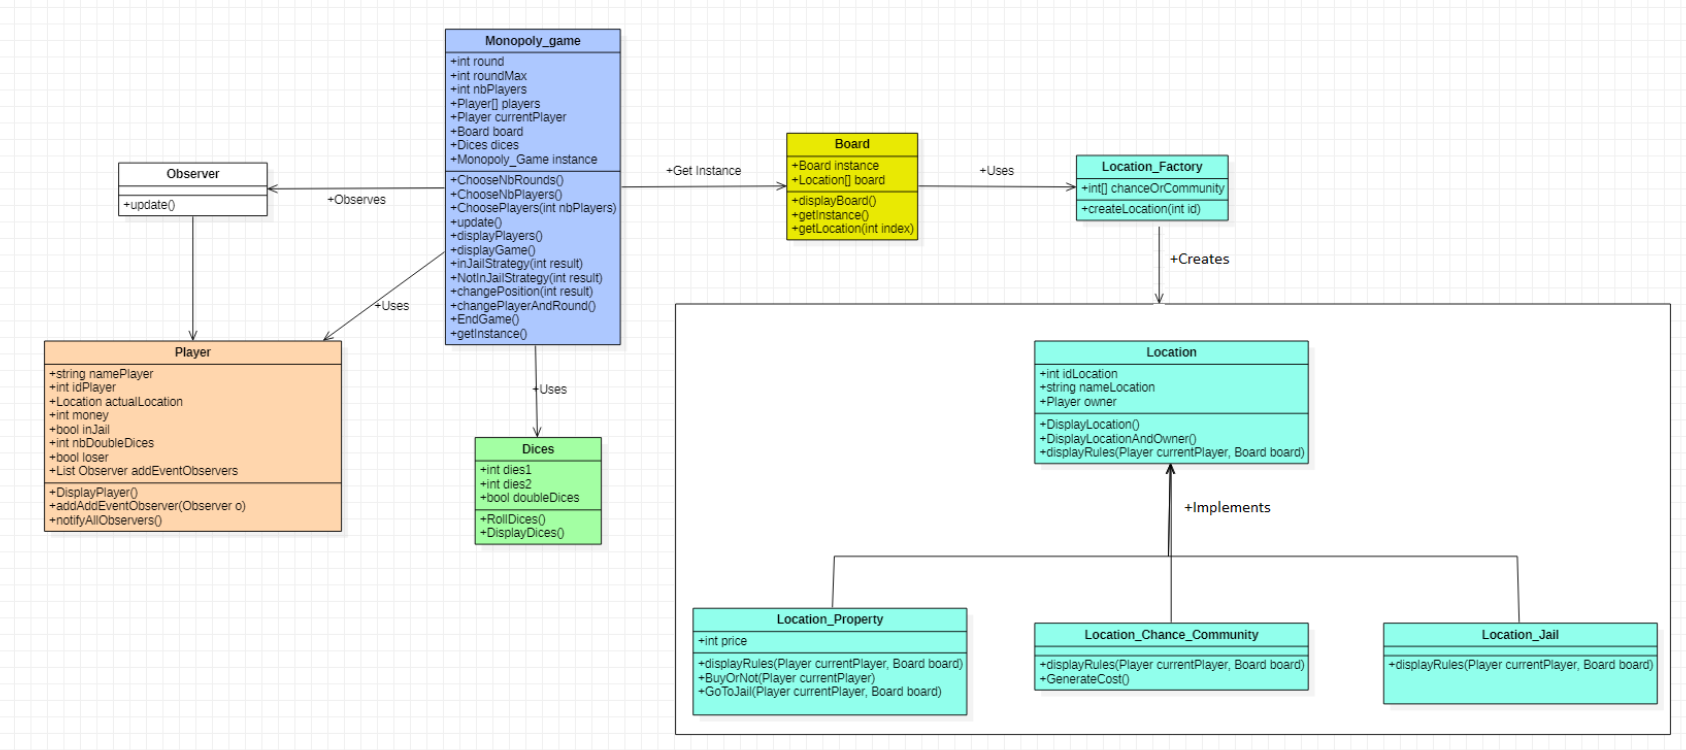 Monopoly_game
+int round
+int roundMax
+int nbPlayers
+Player[] players
+Player currentPlayer
+Board board
+Dices dices
+Monopoly_Game instance
+ChooseNbRounds()
+ChooseNbPlayers()
+ChoosePlayers(int nbPlayers)
+update()
+displayPlayers()
+displayGame()
+inJailStrategy(int result)
+NotInJailStrategy(int result)
+changePosition(int result)
+changePlayerAndRound()
+EndGame()
+getInstance()
Observer
+update()
+Observes
+Get Instance
Board
+Board instance
+Location[] board
+displayBoard()
+getInstance()
+getLocation(int index)
+Uses
Location_Factory
+int[] chanceOrCommunity
+createLocation(int id)
+Creates
+Uses
Player
+string namePlayer
+int idPlayer
+Location actualLocation
+int money
+bool inJail
+int nbDoubleDices
+bool loser
+List Observer addEventObservers
+DisplayPlayer()
+addAddEventObserver(Observer o)
+notifyAllObservers()
+Uses
Dices
+int dies1
+int dies2
+bool doubleDices
+RollDices()
+DisplayDices()
Location
+int idLocation
+string nameLocation
+Player owner
+DisplayLocation()
+DisplayLocationAndOwner()
+displayRules(Player currentPlayer, Board board)
+Implements
Location_Property
+int price
+displayRules(Player currentPlayer, Board board)
+BuyOrNot(Player currentPlayer)
+GoToJail(Player currentPlayer, Board board)
Location_Chance_Community
+displayRules(Player currentPlayer, Board board)
+GenerateCost()
Location_Jail
+displayRules(Player currentPlayer, Board board)